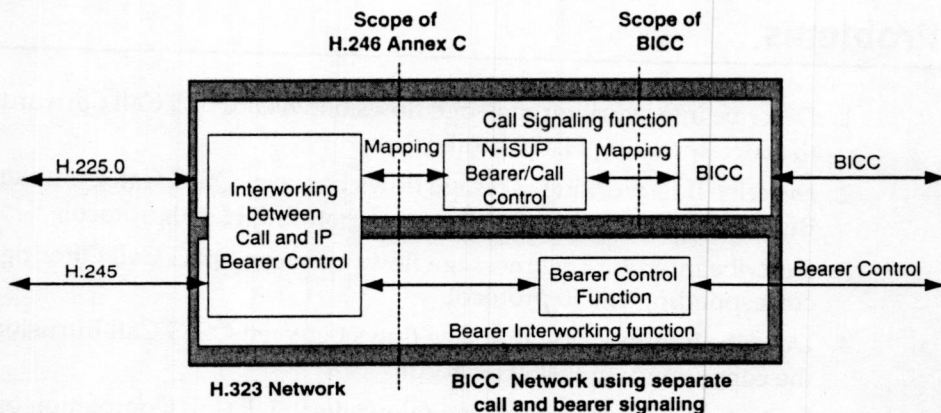 Scope of
H.246 Annex C
Scope of
BICC
Call Signaling function
Mapping
N-ISUP
Bearer/Call
Control
Mapping
BICC
H.225.0
BICC
Interworking
between
Call and IP
Bearer Control
H.245
Bearer Control
Function
Bearer Control
Bearer Interworking function
H.323 Network
BICC Network using separate
call and bearer signaling